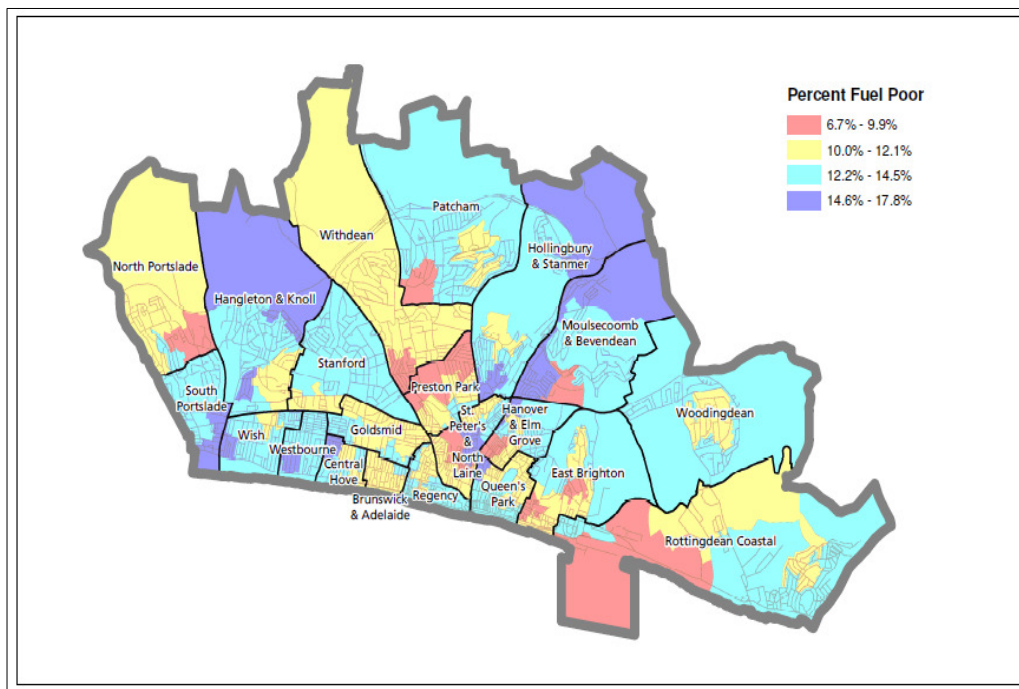 Percent Fuel Poor
6.7% - 9.9%
10.0% - 12.1%
12.2% - 14.5%
14.6% - 17.8%
Patcham
Withdean
Hollingbury
& Stanmer
North Portslade
Hangleton & Knoll
Moulsecoomb
& Bevendean
Stanford
Preston Park
South
Portslade
Woodingdean
St.
Peter's
&
North
Laine
Hanover
& Elm
Grove
Goldsmid
Wish
Westbourne
Central
Hove
East Brighton
Queen's
Park
Regency
Brunswick
& Adelaide
Rottingdean Coastal